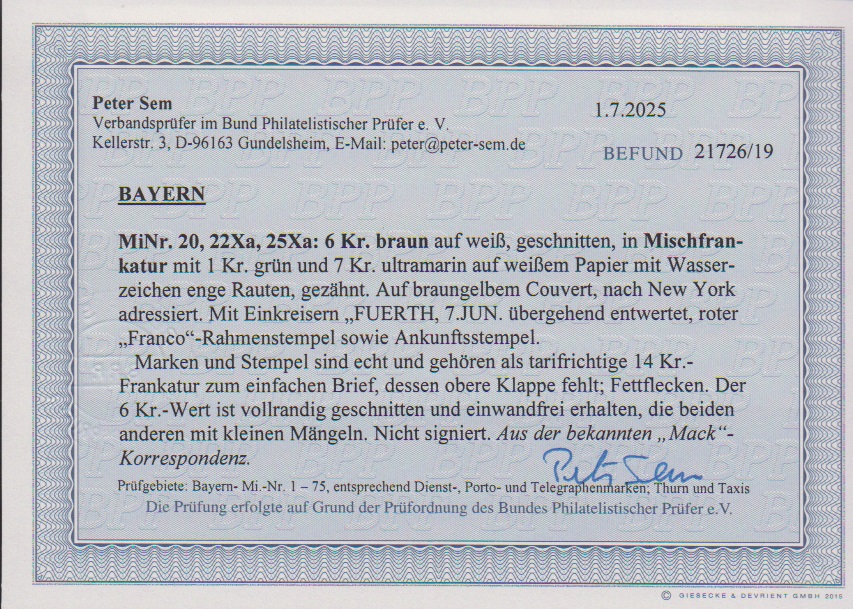 Peter Sem
Verbandsprüfer im Bund Philatelistischer Prüfer e. V.
Kellerstr. 3, D-96163 Gundelsheim, E-Mail: peter@peter-sem.de
1.7.2025
BEFUND 21726/19
BAYERN
MiNr. 20, 22Xa, 25Xa: 6 Kr. braun auf weiß, geschnitten, in Mischfran-
katur mit 1 Kr. grün und 7 Kr. ultramarin auf weißem Papier mit Wasser-
zeichen enge Rauten, gezähnt. Auf braungelbem Couvert, nach New York
adressiert. Mit Einkreisern „FUERTH, 7.JUN. übergehend entwertet, roter
„Franco“-Rahmenstempel sowie Ankunftsstempel.
Marken und Stempel sind echt und gehören als tarifrichtige 14 Kr.-
Frankatur zum einfachen Brief, dessen obere Klappe fehlt; Fettflecken. Der
6 Kr.-Wert ist vollrandig geschnitten und einwandfrei erhalten, die beiden
anderen mit kleinen Mängeln. Nicht signiert. Aus der bekannten „Mack“-
Korrespondenz.
Peter Sem
Prüfgebiete: Bayern- Mi.-Nr. 1 – 75, entsprechend Dienst-, Porto- und Telegraphenmarken; Thurn und Taxis
Die Prüfung erfolgte auf Grund der Prüfordnung des Bundes Philatelistischer Prüfer e.V.
© GIESECKE & DEVRIENT GMBH 2015